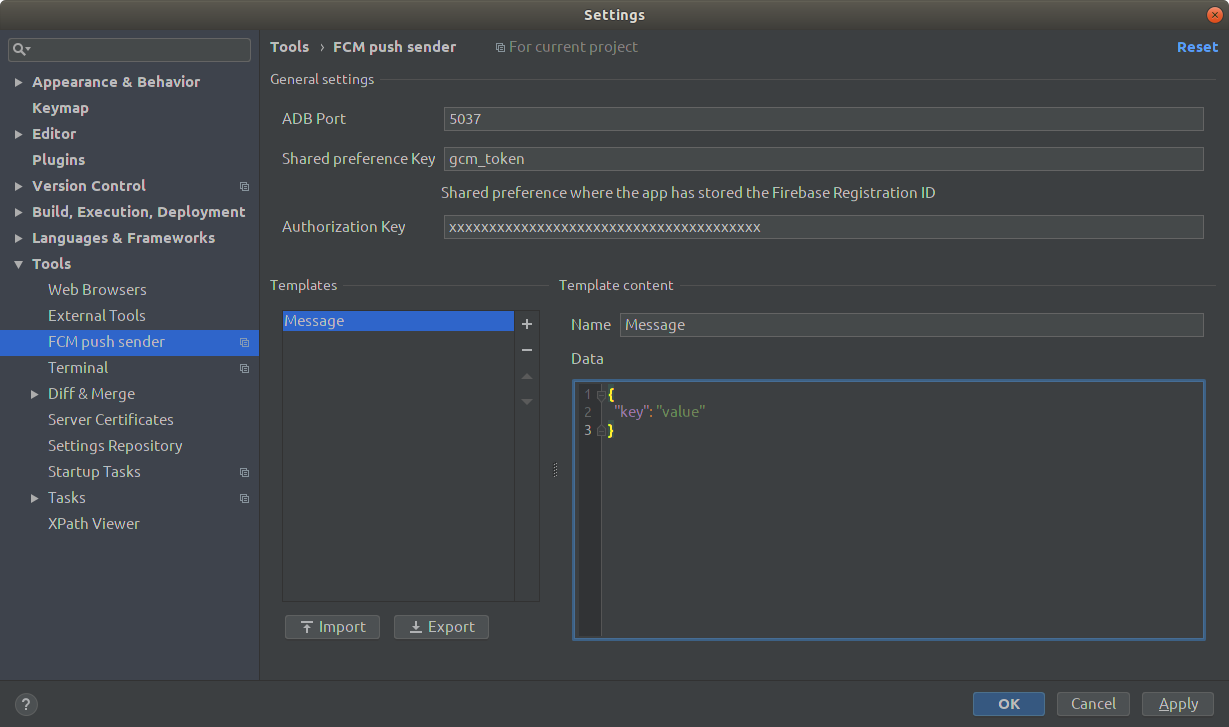 Settings
Appearance & Behavior
Keymap
Editor
Plugins
Version Control
Build, Execution, Deployment
Languages & Frameworks
Tools
Web Browsers
External Tools
FCM push sender
Terminal
Diff & Merge
Server Certificates
Settings Repository
Startup Tasks
Tasks
XPath Viewer
Tools › FCM push sender For current project Reset
General settings
ADB Port 5037
Shared preference Key gcm_token
Shared preference where the app has stored the Firebase Registration ID
Authorization Key xxxxxxxxxxxxxxxxxxxxxxxxxxxxxxxxxxxxxxx
Templates
Message
Import Export
Template content
Name Message
Data
1 {
2 "key": "value"
3 }
? OK Cancel Apply